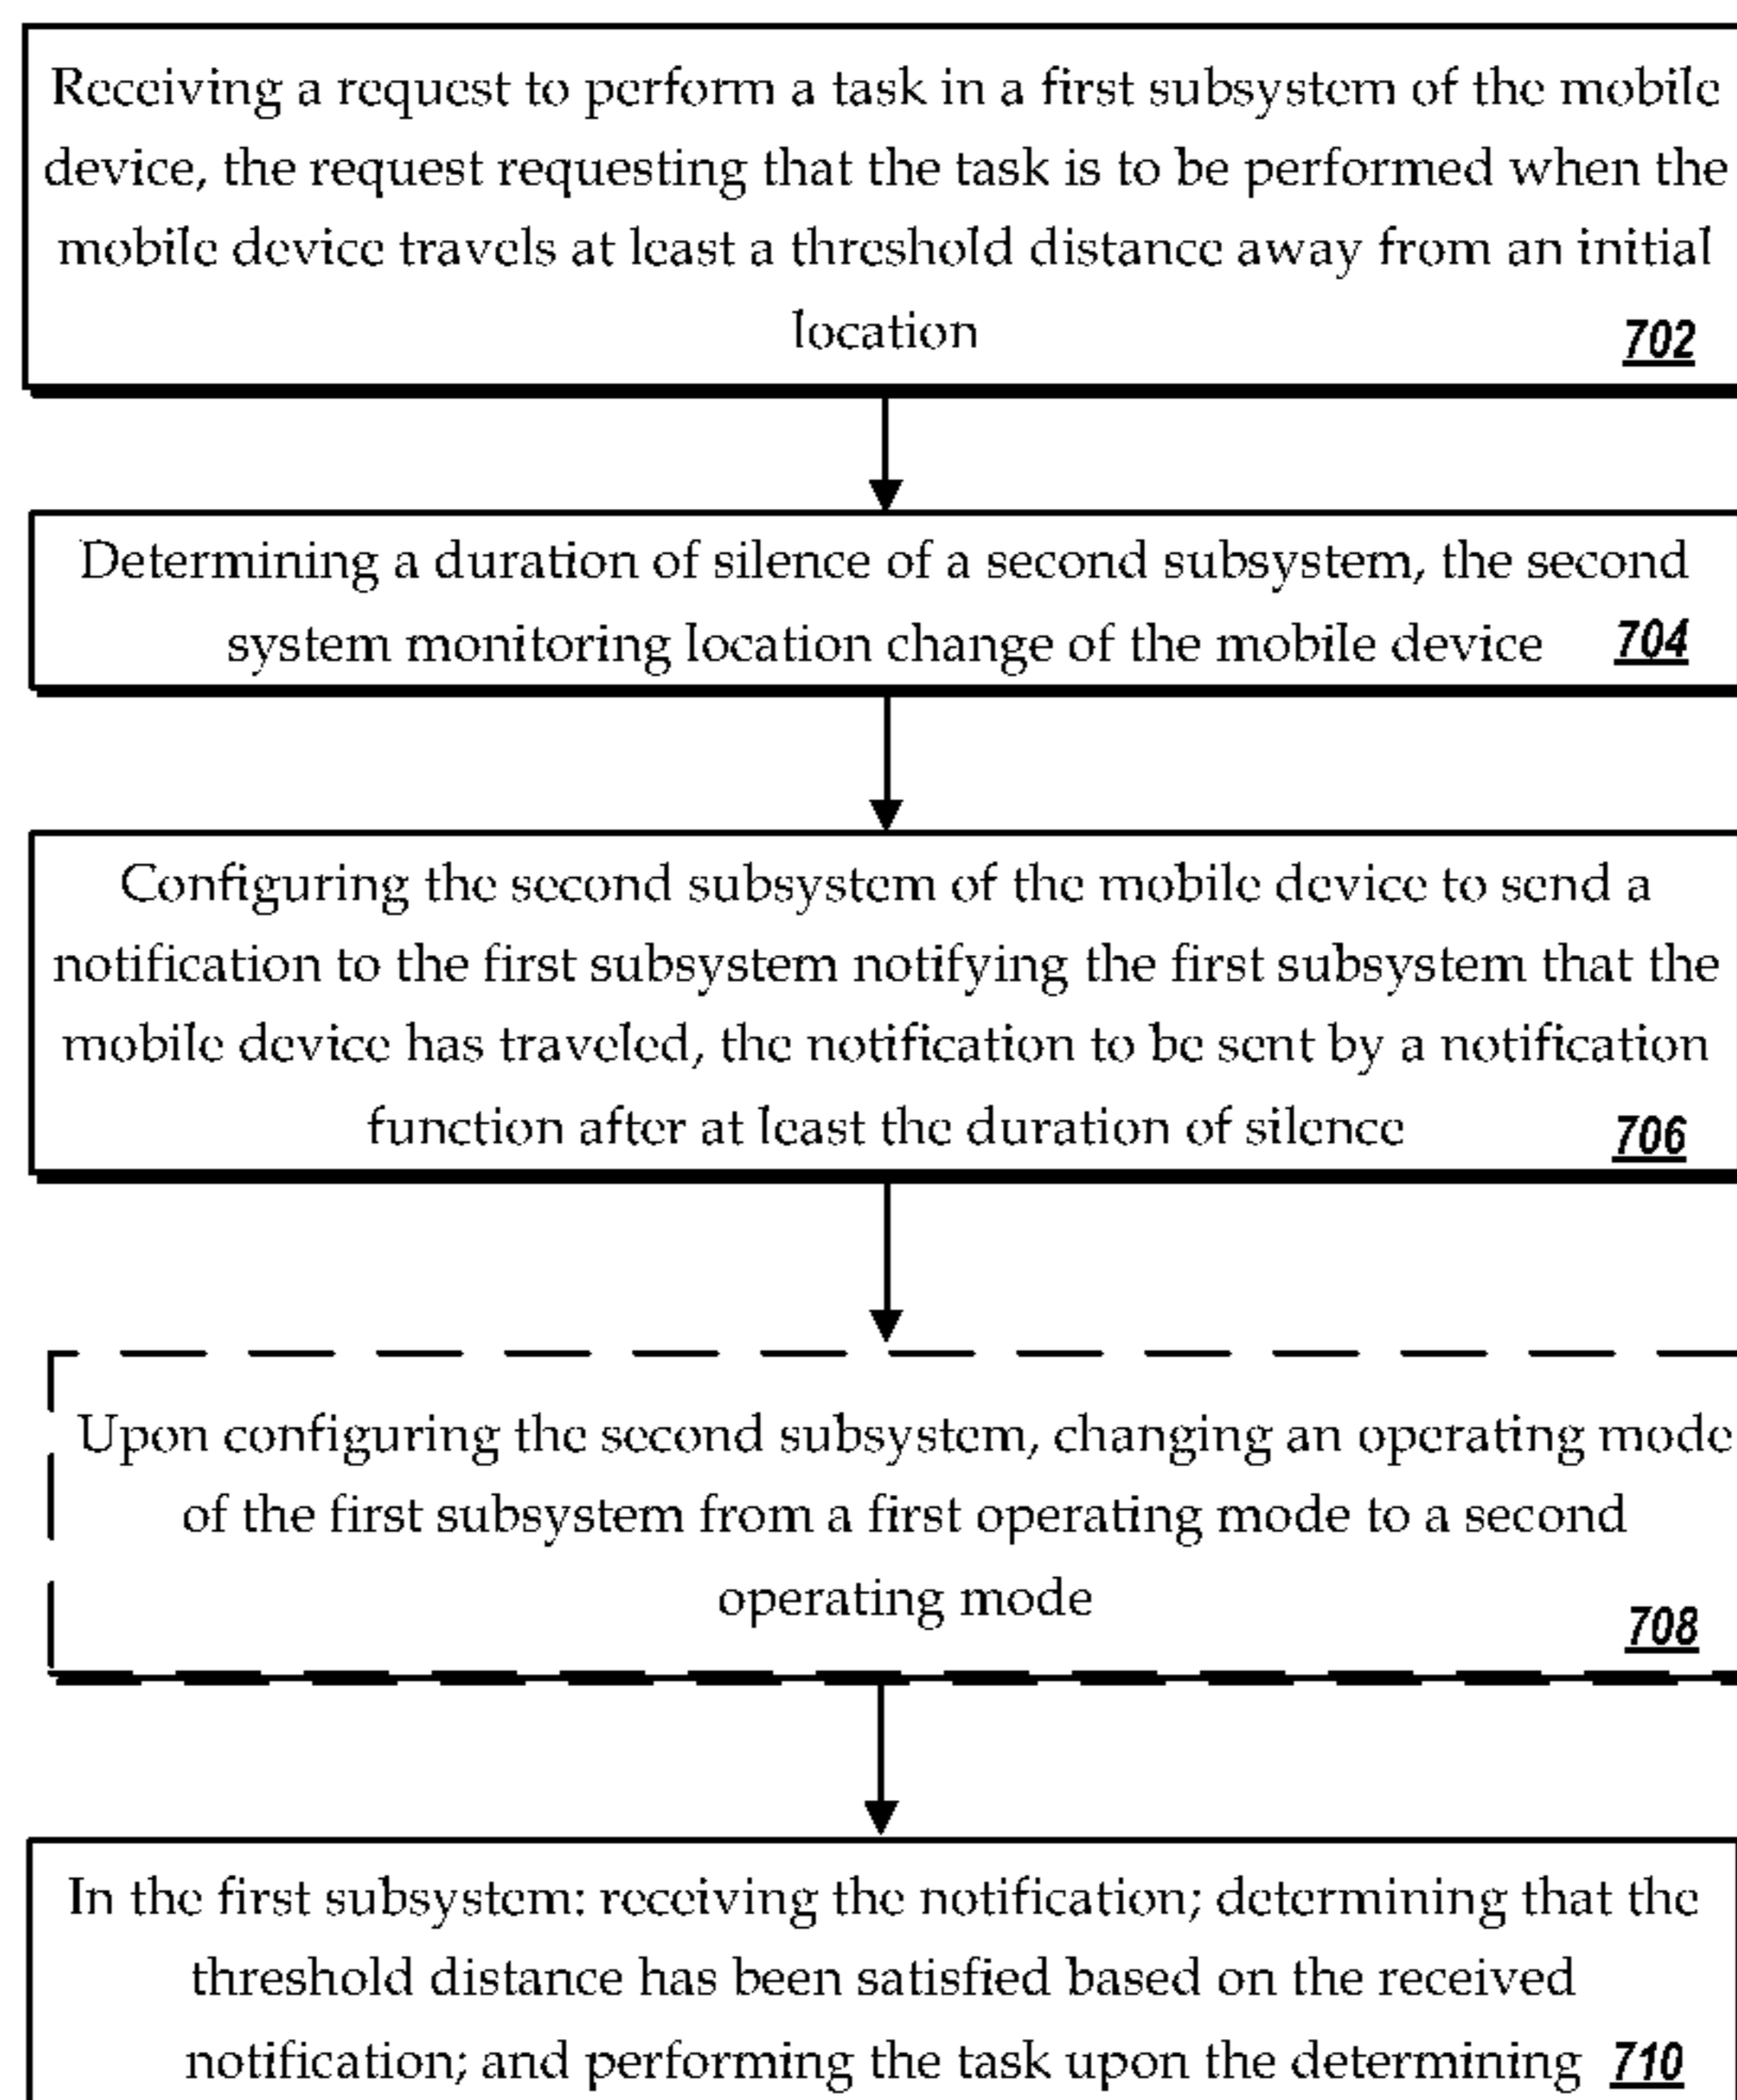 Receiving a request to perform a task in a first subsystem of the mobile
device, the request requesting that the task is to be performed when the
mobile device travels at least a threshold distance away from an initial
location 702
Determining a duration of silence of a second subsystem, the second
system monitoring location change of the mobile device 704
Configuring the second subsystem of the mobile device to send a
notification to the first subsystem notifying the first subsystem that the
mobile device has traveled, the notification to be sent by a notification
function after at least the duration of silence 706
Upon configuring the second subsystem, changing an operating mode
of the first subsystem from a first operating mode to a second
operating mode 708
In the first subsystem: receiving the notification; determining that the
threshold distance has been satisfied based on the received
notification; and performing the task upon the determining 710